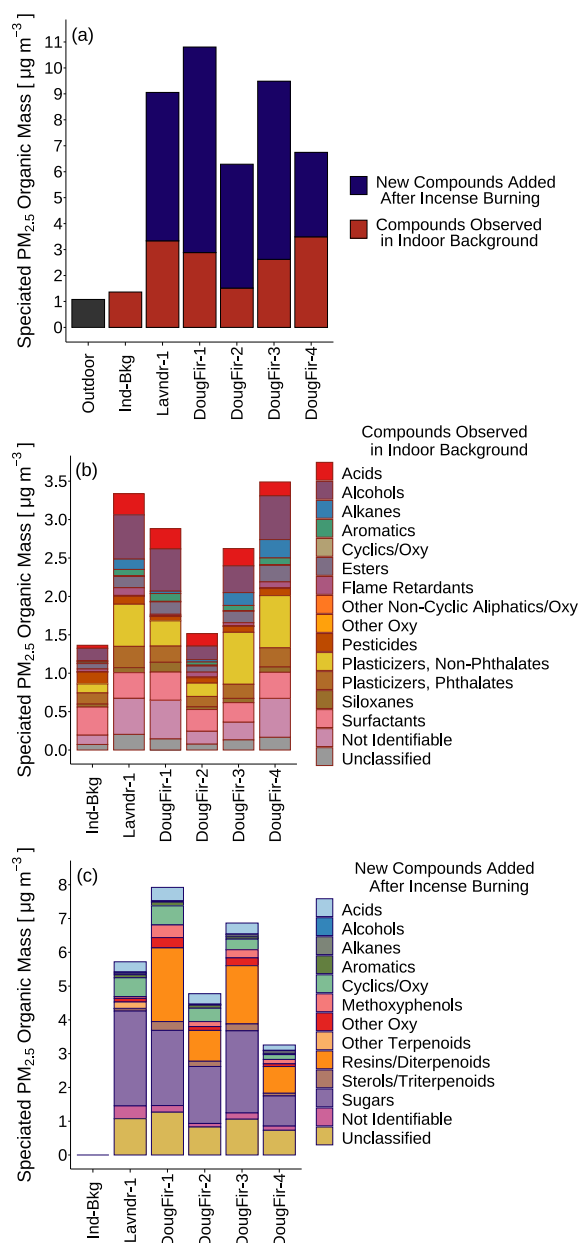 (a)
Speciated PM2.5 Organic Mass [ μg m−3 ]
11
10
9
8
7
6
5
4
3
2
1
0
Outdoor
Ind-Bkg
Lavndr-1
DougFir-1
DougFir-2
DougFir-3
DougFir-4
New Compounds Added
After Incense Burning
Compounds Observed
in Indoor Background
(b)
Speciated PM2.5 Organic Mass [ μg m−3 ]
3.5
3.0
2.5
2.0
1.5
1.0
0.5
0.0
Ind-Bkg
Lavndr-1
DougFir-1
DougFir-2
DougFir-3
DougFir-4
Compounds Observed
in Indoor Background
Acids
Alcohols
Alkanes
Aromatics
Cyclics/Oxy
Esters
Flame Retardants
Other Non-Cyclic Aliphatics/Oxy
Other Oxy
Pesticides
Plasticizers, Non-Phthalates
Plasticizers, Phthalates
Siloxanes
Surfactants
Not Identifiable
Unclassified
(c)
Speciated PM2.5 Organic Mass [ μg m−3 ]
8
7
6
5
4
3
2
1
0
Ind-Bkg
Lavndr-1
DougFir-1
DougFir-2
DougFir-3
DougFir-4
New Compounds Added
After Incense Burning
Acids
Alcohols
Alkanes
Aromatics
Cyclics/Oxy
Methoxyphenols
Other Oxy
Other Terpenoids
Resins/Diterpenoids
Sterols/Triterpenoids
Sugars
Not Identifiable
Unclassified